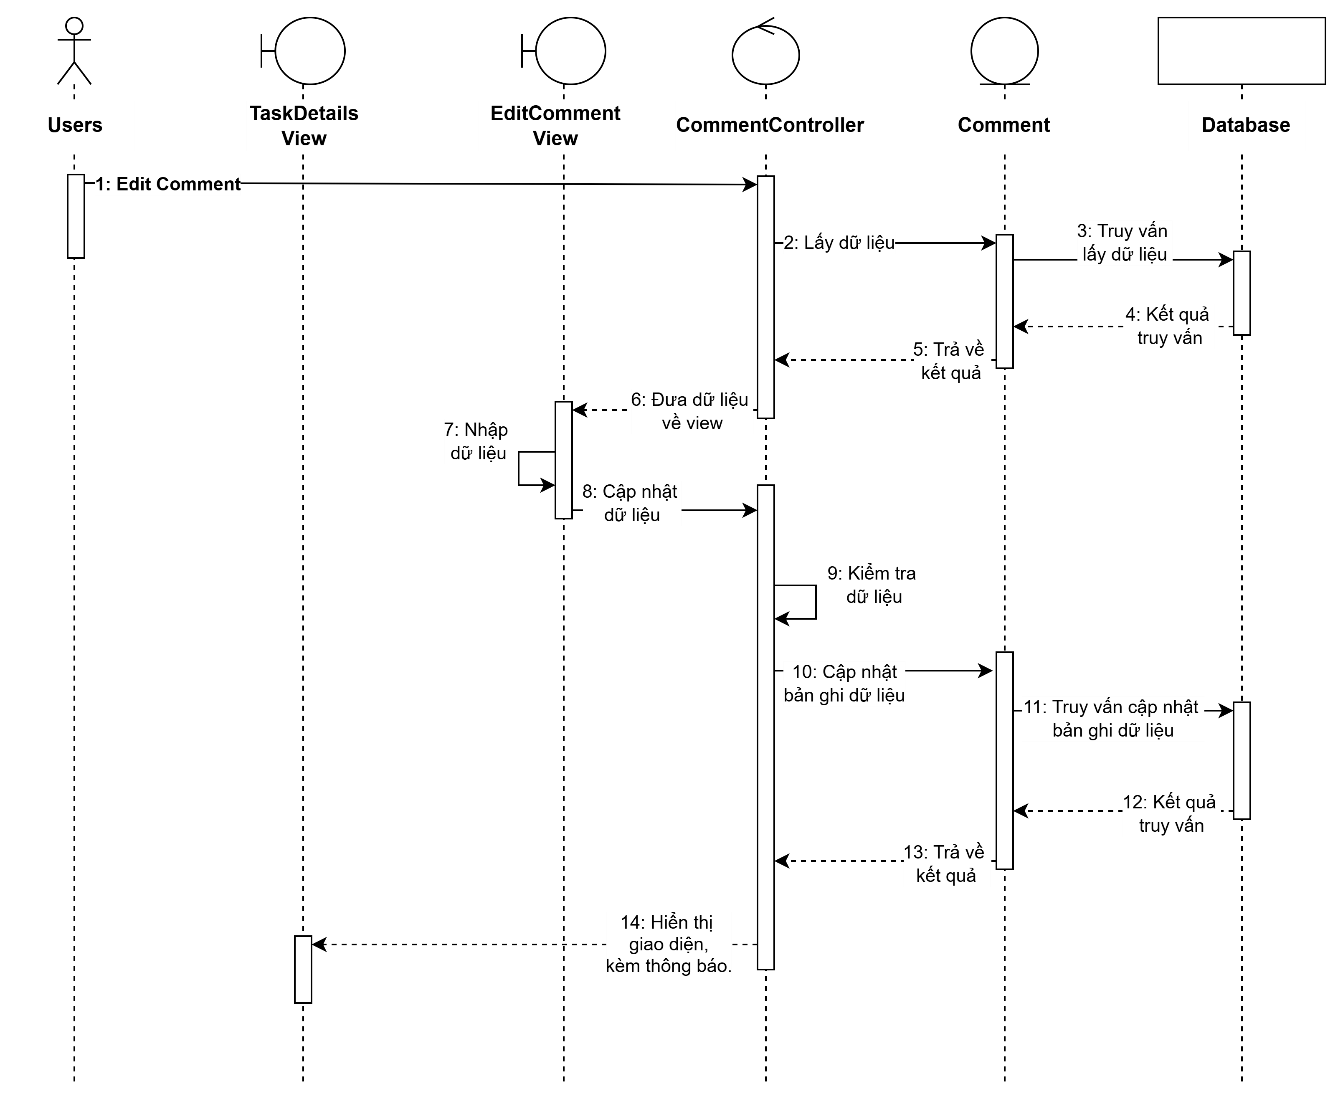 Users
TaskDetails
View
EditComment
View
CommentController
Comment
Database
1: Edit Comment
2: Lấy dữ liệu
3: Truy vấn
lấy dữ liệu
4: Kết quả
truy vấn
5: Trả về
kết quả
6: Đưa dữ liệu
về view
7: Nhập
dữ liệu
8: Cập nhật
dữ liệu
9: Kiểm tra
dữ liệu
10: Cập nhật
bản ghi dữ liệu
11: Truy vấn cập nhật
bản ghi dữ liệu
12: Kết quả
truy vấn
13: Trả về
kết quả
14: Hiển thị
giao diện,
kèm thông báo.